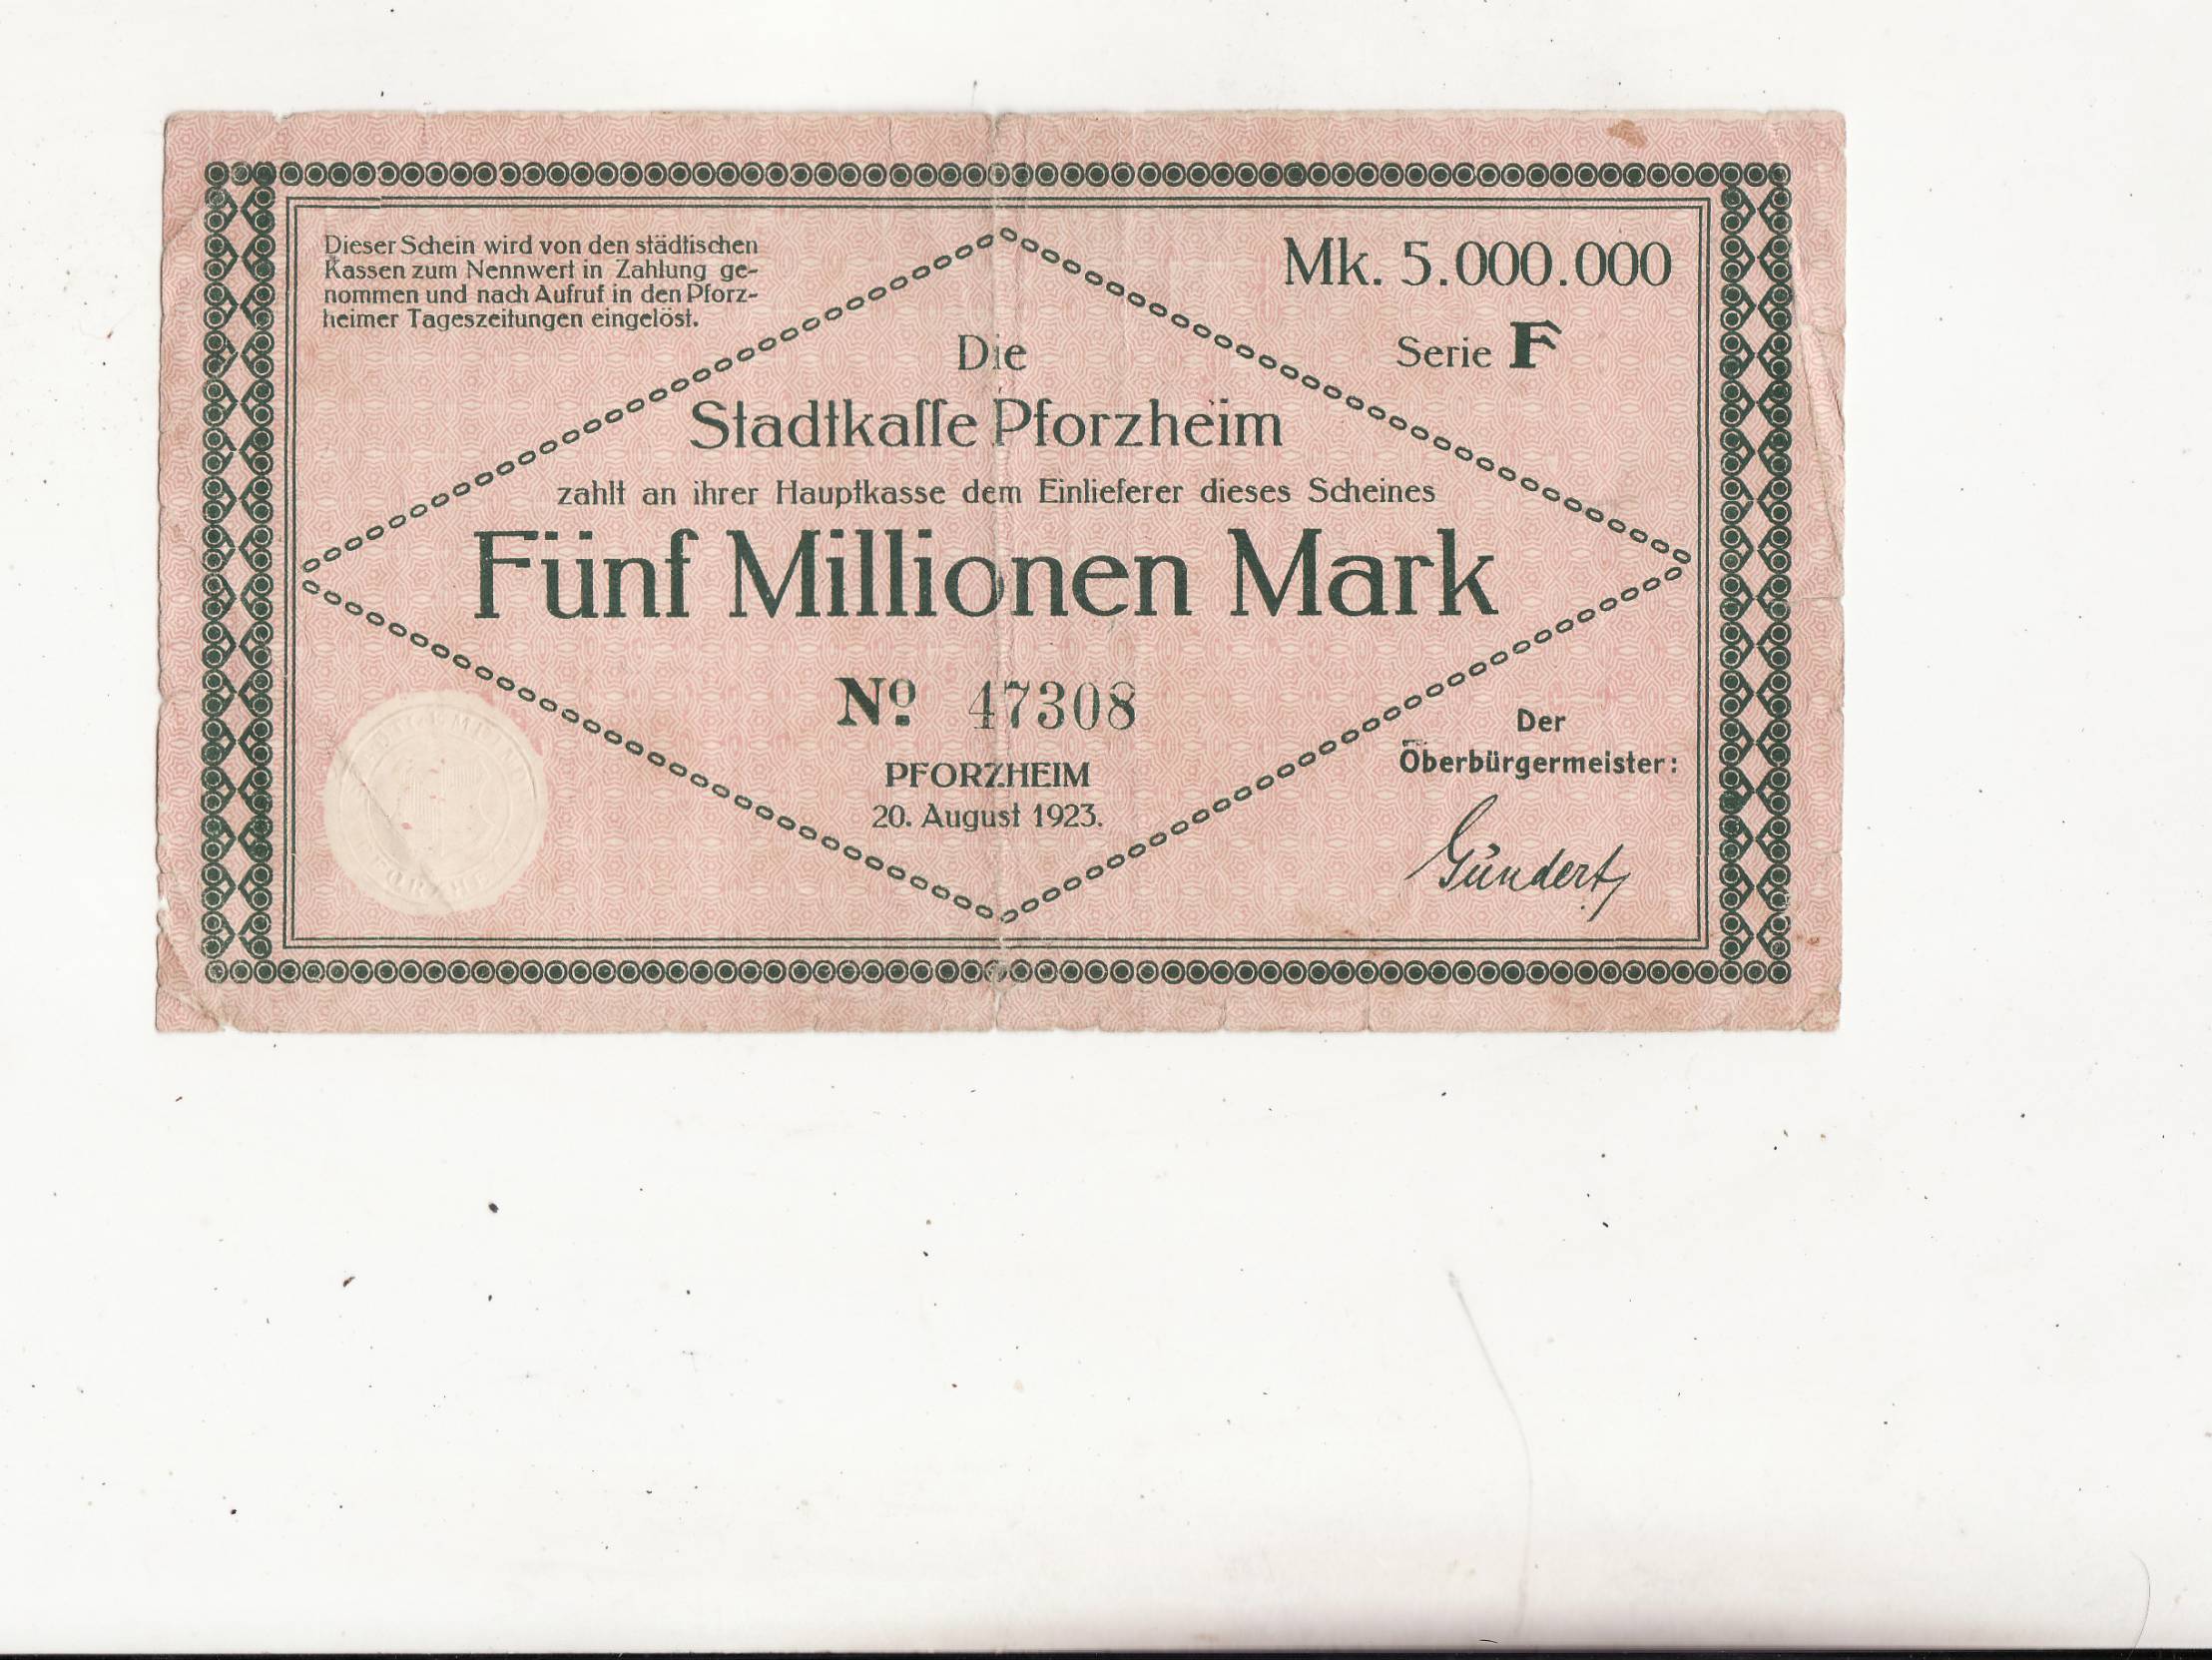 Dieser Schein wird von den städtischen
Kassen zum Nennwert in Zahlung ge-
nommen und nach Aufruf in den Pforz-
heimer Tageszeitungen eingelöst.
Mk. 5.000.000
Serie F
Die
Stadtkaſſe Pforzheim
zahlt an ihrer Hauptkasse dem Einlieferer dieses Scheines
Fünf Millionen Mark
No. 47308
PFORZHEIM
20. August 1923.
Der
Oberbürgermeister:
Gündert